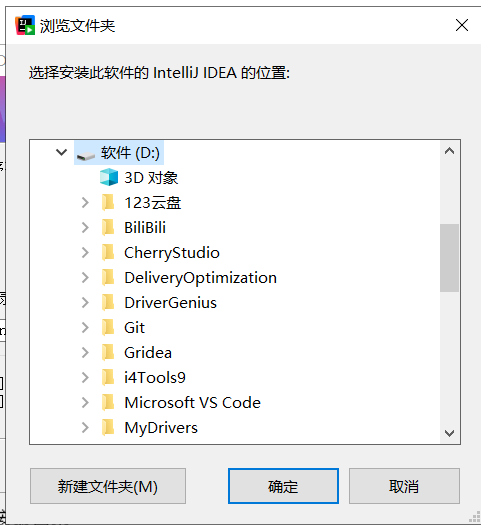 浏览文件夹
选择安装此软件的 IntelliJ IDEA 的位置:
软件 (D:)
3D 对象
123云盘
BiliBili
CherryStudio
DeliveryOptimization
DriverGenius
Git
Gridea
i4Tools9
Microsoft VS Code
MyDrivers
新建文件夹(M)
确定
取消